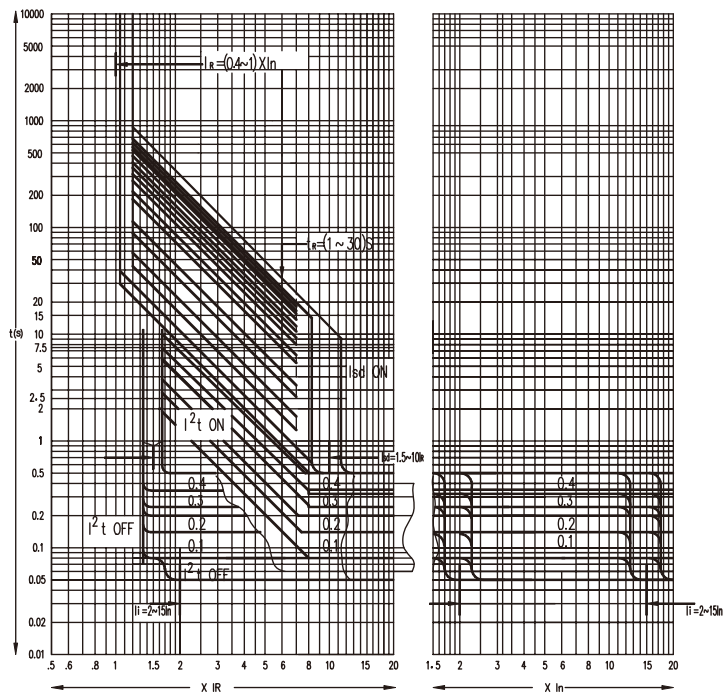 10000
5000
2000
1000
500
200
100
50
20
15
10
7.5
5
2.5
2
1
0.5
0.2
0.1
0.05
0.02
0.01
t(s)
IR=(0.4~1)XIn
tR=(1~30)S
Isd ON
I²t ON
Isd=1.5~10IR
0.4 0.4 0.4
0.3 0.3 0.3
0.2 0.2 0.2
I²t OFF
0.1 0.1 0.1
I²t OFF
Ii=2~15In Ii=2~15In
.5 .6 .8 1 1.5 2 3 4 5 6 8 10 15 20 1.5 2 3 4 5 6 8 10 15 20
X IR X In